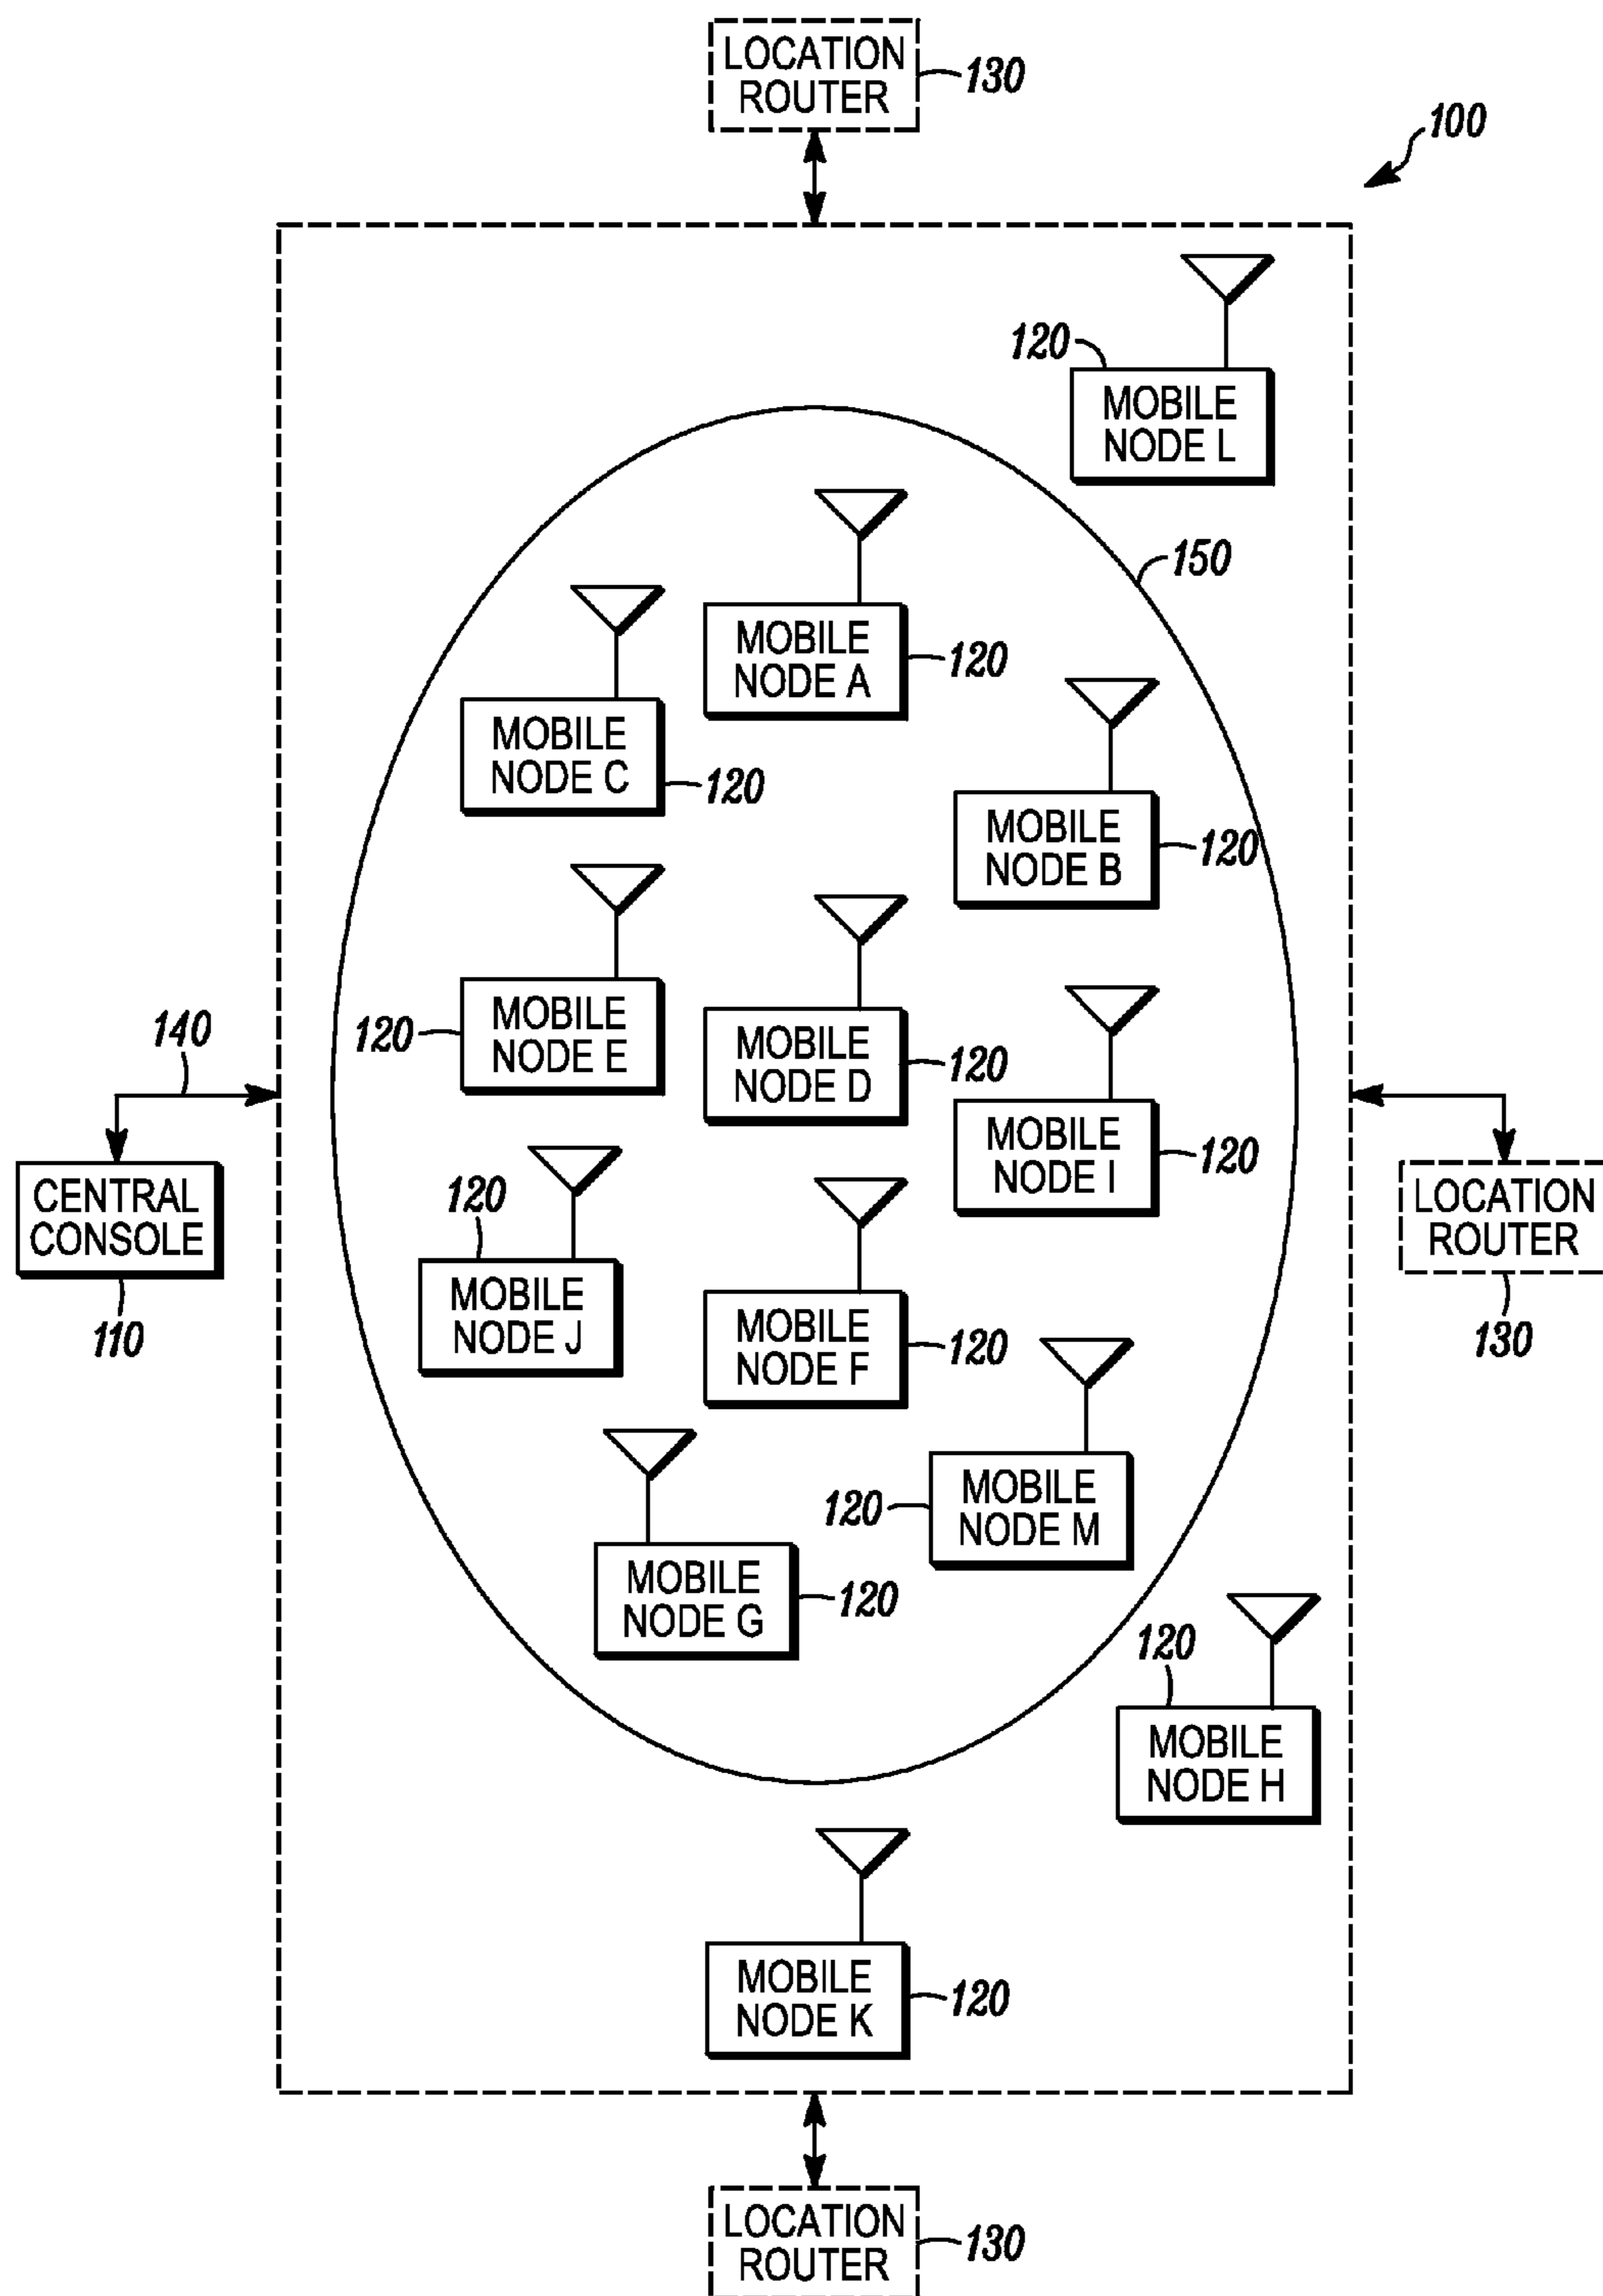 LOCATION
ROUTER
130
100
120
MOBILE
NODE L
150
MOBILE
NODE A
120
MOBILE
NODE C
120
MOBILE
NODE B
120
MOBILE
NODE E
120
MOBILE
NODE D
120
140
MOBILE
NODE I
120
CENTRAL
CONSOLE
110
120
MOBILE
NODE J
LOCATION
ROUTER
130
MOBILE
NODE F
120
MOBILE
NODE M
120
MOBILE
NODE G
120
120
MOBILE
NODE H
MOBILE
NODE K
120
LOCATION
ROUTER
130